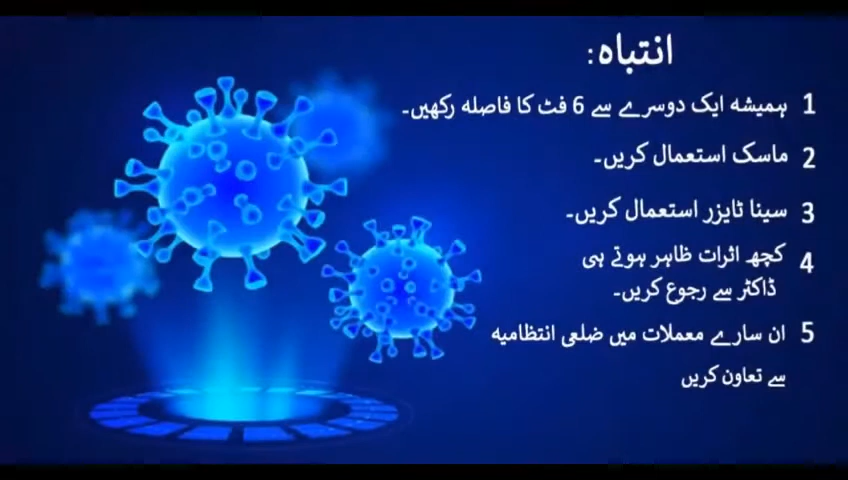 انتباہ:
1 ہمیشہ ایک دوسرے سے 6 فٹ کا فاصلہ رکھیں۔
2 ماسک استعمال کریں۔
3 سینا ٹایزر استعمال کریں۔
4 کچھ اثرات ظاہر ہوتے ہی
ڈاکٹر سے رجوع کریں۔
5 ان سارے معملات میں ضلعی انتظامیہ
سے تعاون کریں